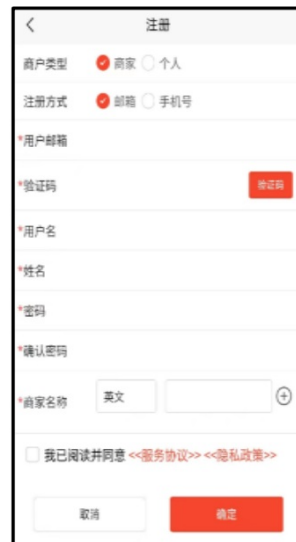 注册
商户类型 商家 个人
注册方式 邮箱 手机号
*用户邮箱
*验证码 验证码
*用户名
*姓名
*密码
*确认密码
*商家名称 英文
我已阅读并同意 <<服务协议>> <<隐私政策>>
取消 确定